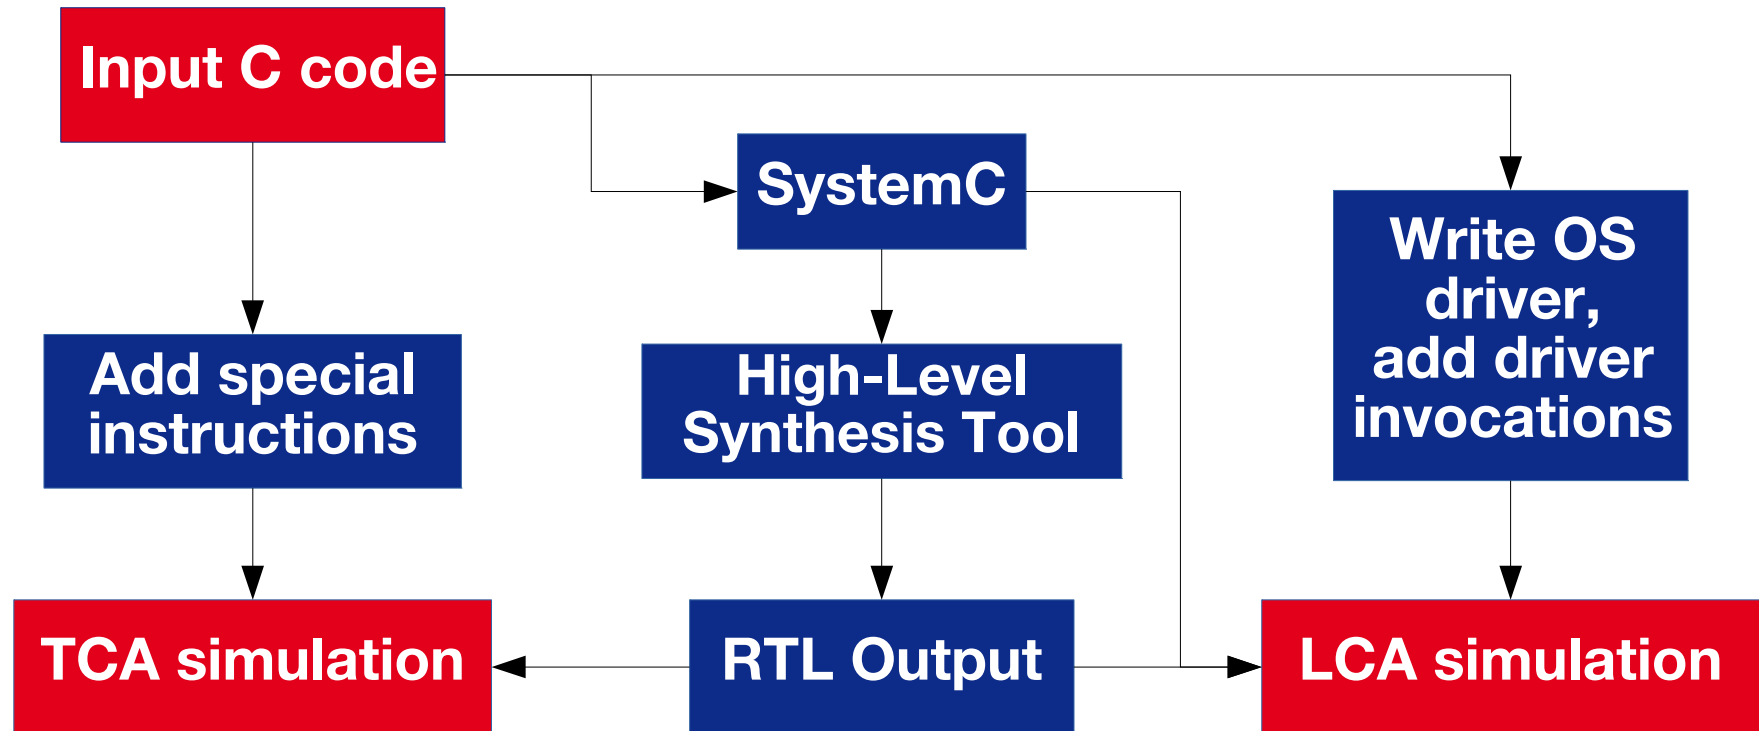 Input C code
SystemC
Write OS
driver,
add driver
invocations
Add special
instructions
High-Level
Synthesis Tool
TCA simulation
RTL Output
LCA simulation